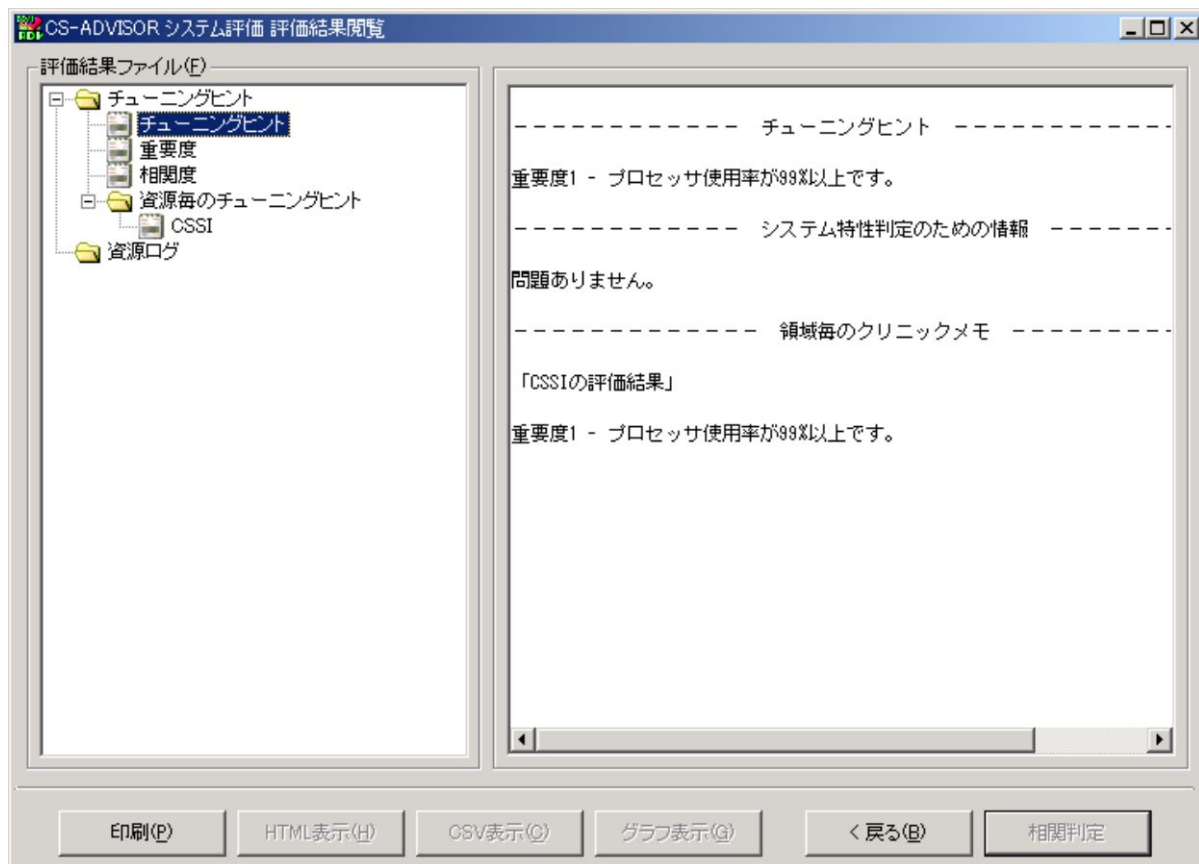 CS-ADVISOR システム評価 評価結果閲覧
評価結果ファイル(F)
チューニングヒント
チューニングヒント
重要度
相関度
資源毎のチューニングヒント
CSSI
資源ログ
------------ チューニングヒント ------------
重要度1 - プロセッサ使用率が99%以上です。
------------ システム特性判定のための情報 -------
問題ありません。
------------- 領域毎のクリニックメモ ---------
「CSSIの評価結果」
重要度1 - プロセッサ使用率が99%以上です。
印刷(P) HTML表示(H) CSV表示(C) グラフ表示(G) < 戻る(B) 相関判定